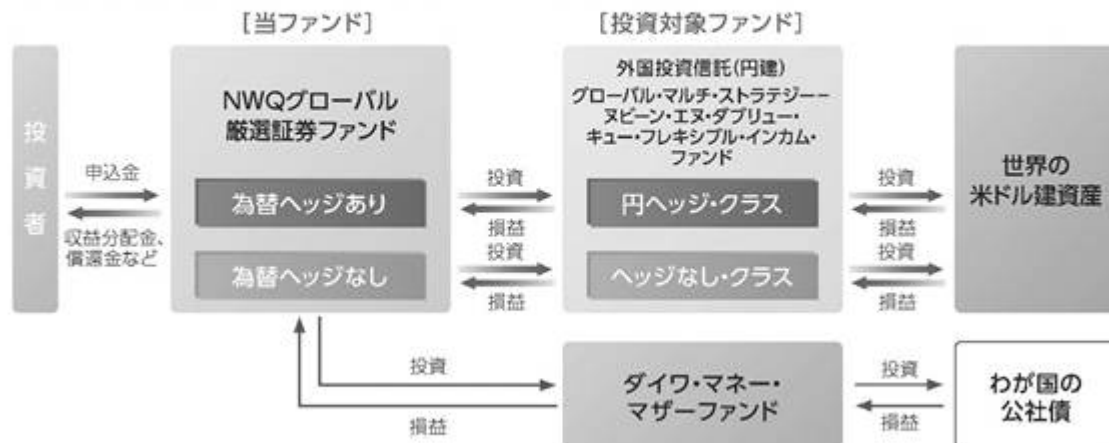 [当ファンド]
[投資対象ファンド]
投資者
申込金
収益分配金、
償還金など
NWQグローバル
厳選証券ファンド
為替ヘッジあり
為替ヘッジなし
投資
損益
投資
損益
外国投資信託(円建)
グローバル・マルチ・ストラテジー−
ヌビーン・エヌ・ダブリュー・
キュー・フレキシブル・インカム・
ファンド
円ヘッジ・クラス
ヘッジなし・クラス
投資
損益
投資
損益
世界の
米ドル建資産
投資
損益
ダイワ・マネー・
マザーファンド
投資
損益
わが国の
公社債